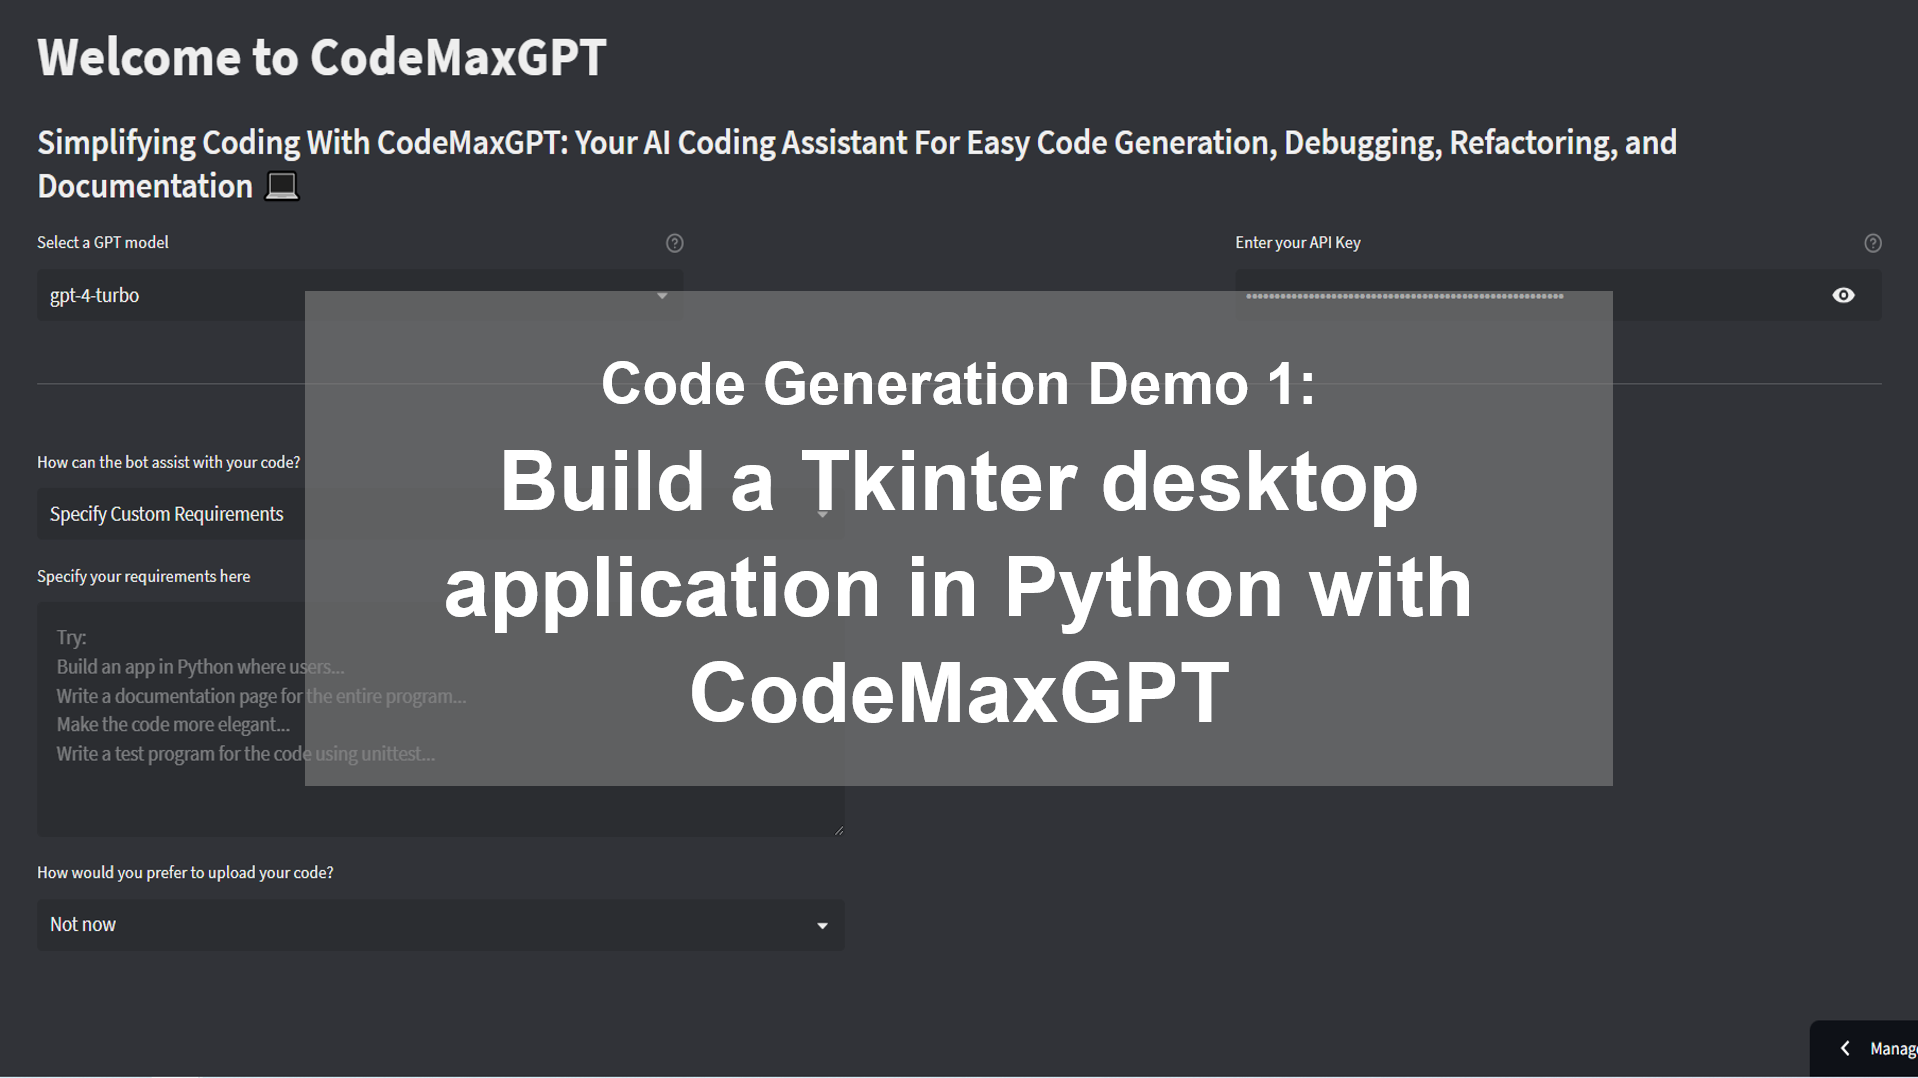 Welcome to CodeMaxGPT
Simplifying Coding With CodeMaxGPT: Your AI Coding Assistant For Easy Code Generation, Debugging, Refactoring, and
Documentation 💻
Select a GPT model
Enter your API Key
gpt-4-turbo
Code Generation Demo 1:
Build a Tkinter desktop
application in Python with
CodeMaxGPT
How can the bot assist with your code?
Specify Custom Requirements
Specify your requirements here
Try:
Build an app in Python where users...
Write a documentation page for the entire program...
Make the code more elegant...
Write a test program for the code using unittest...
How would you prefer to upload your code?
Not now
Manag